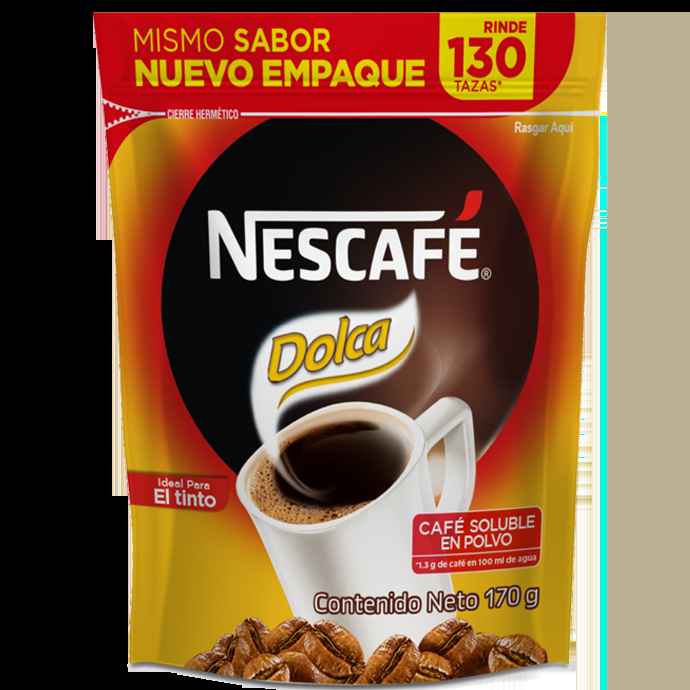 MISMO SABOR
NUEVO EMPAQUE
RINDE
130
TAZAS*
CIERRE HERMÉTICO
Rasgar Aquí
NESCAFÉ®
Dolca
Ideal Para
El tinto
CAFÉ SOLUBLE
EN POLVO
*1.3 g de café en 100 ml de agua
Contenido Neto 170 g